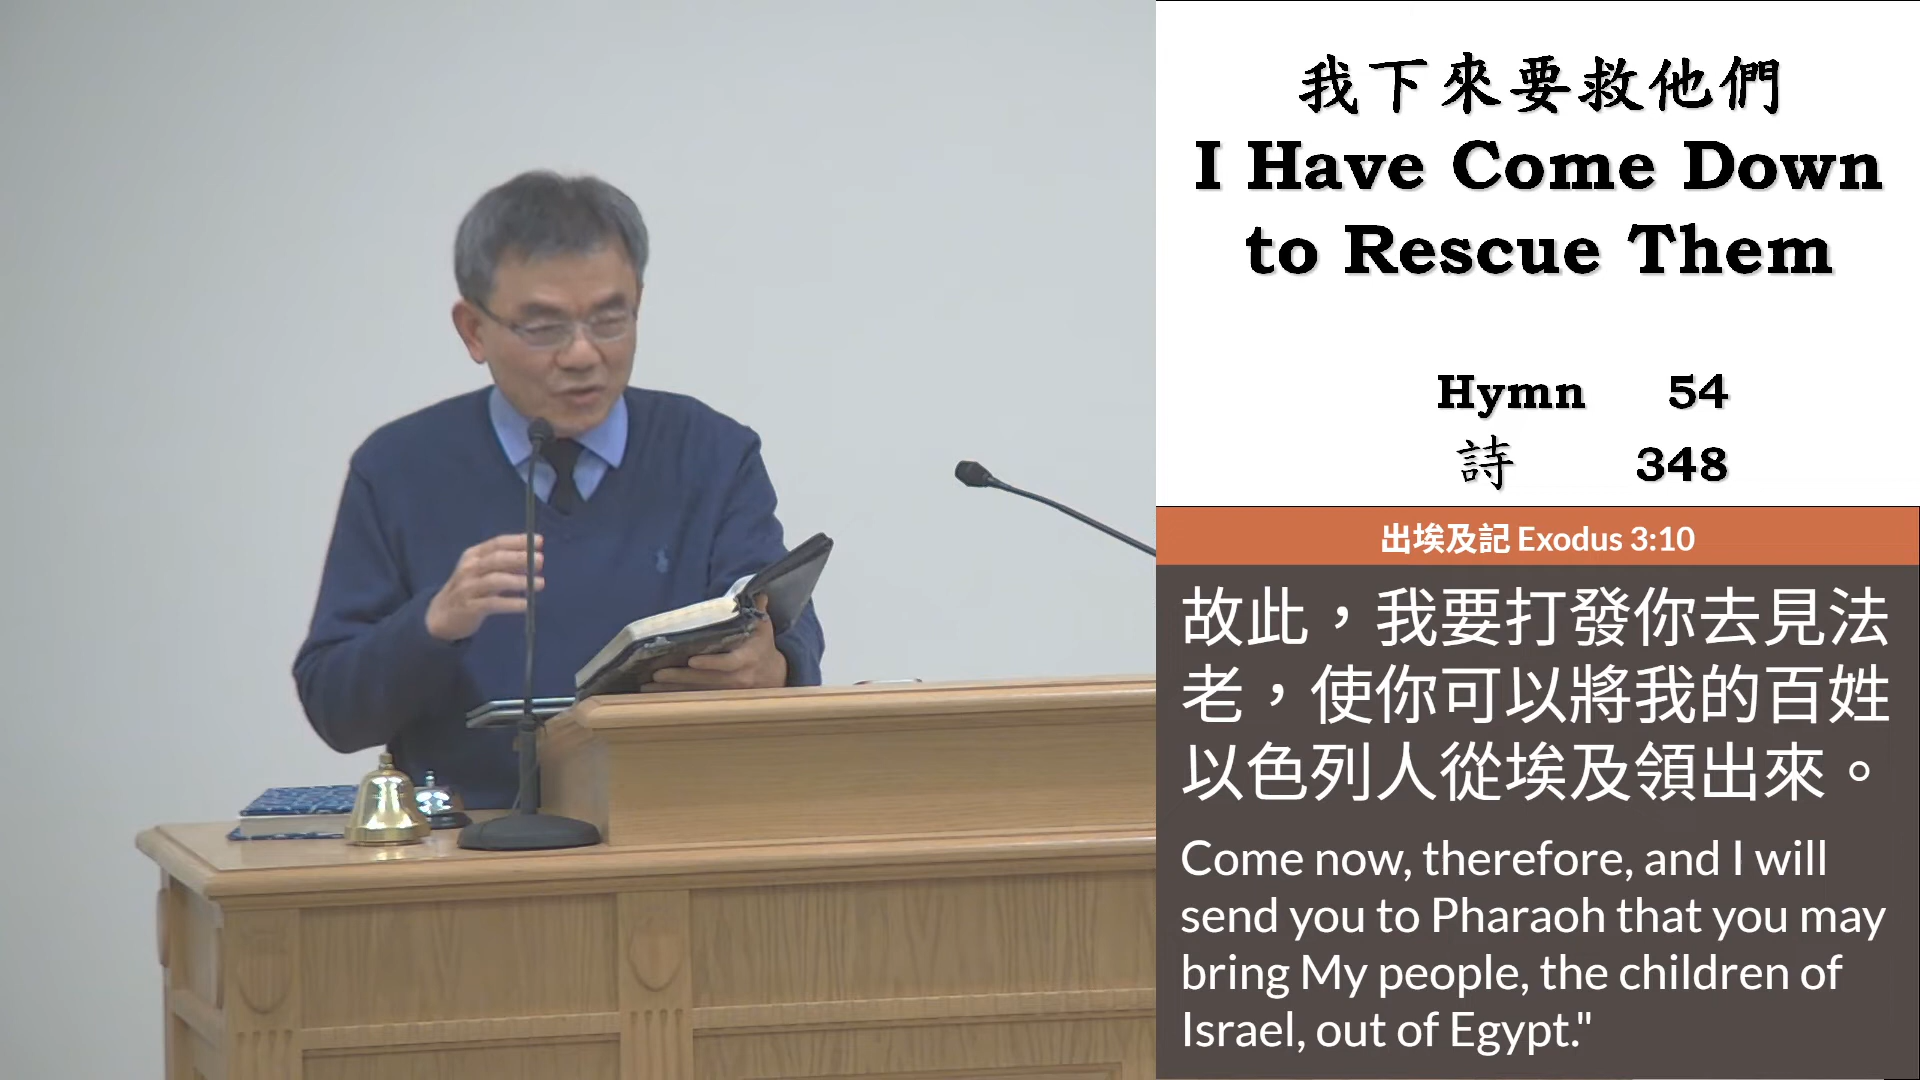 我下來要救他們
I Have Come Down
to Rescue Them
Hymn 54
詩 348
出埃及記 Exodus 3:10
故此，我要打發你去見法
老，使你可以將我的百姓
以色列人從埃及領出來。
Come now, therefore, and I will
send you to Pharaoh that you may
bring My people, the children of
Israel, out of Egypt."